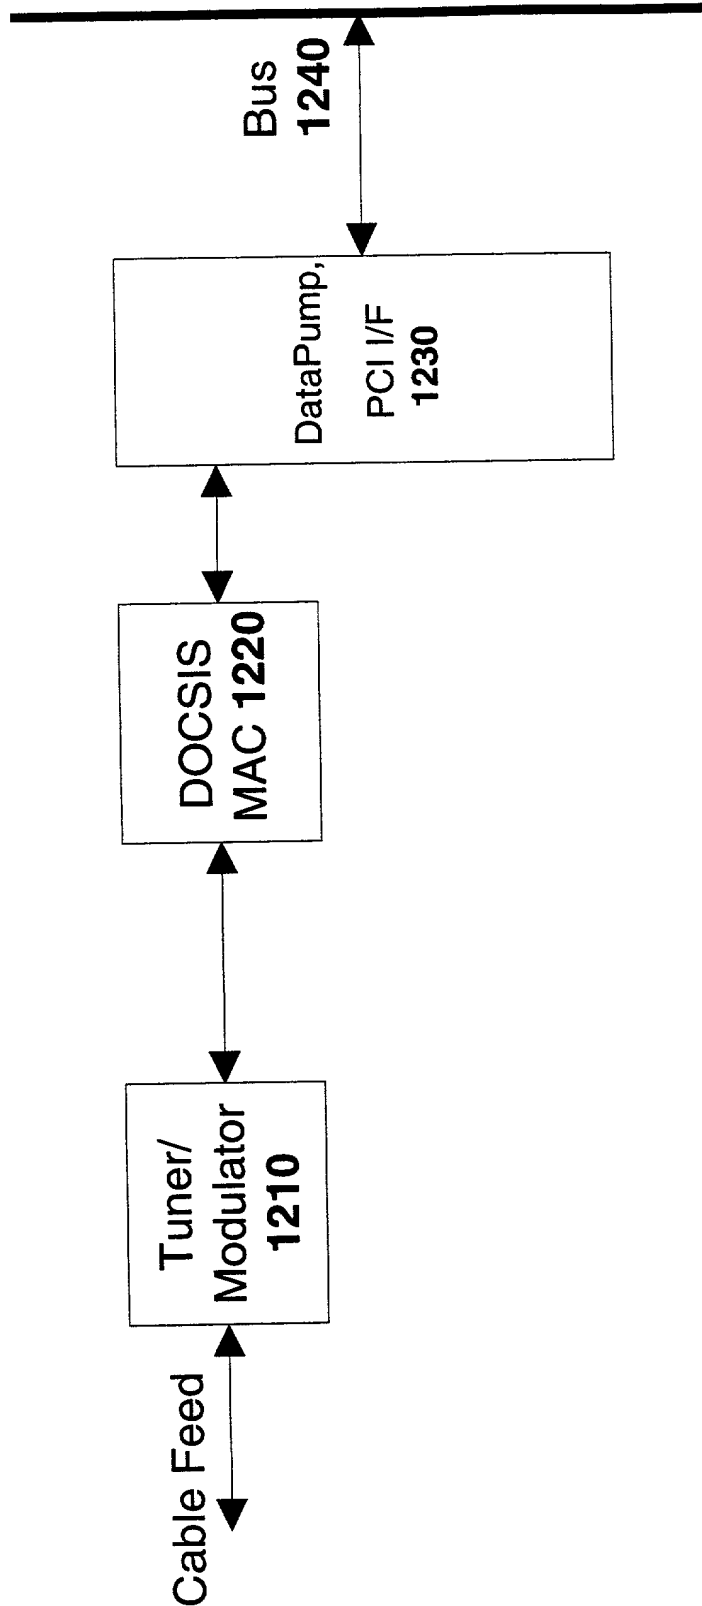 Cable Feed
Tuner/
Modulator
1210
DOCSIS
MAC 1220
DataPump,
PCI I/F
1230
Bus
1240